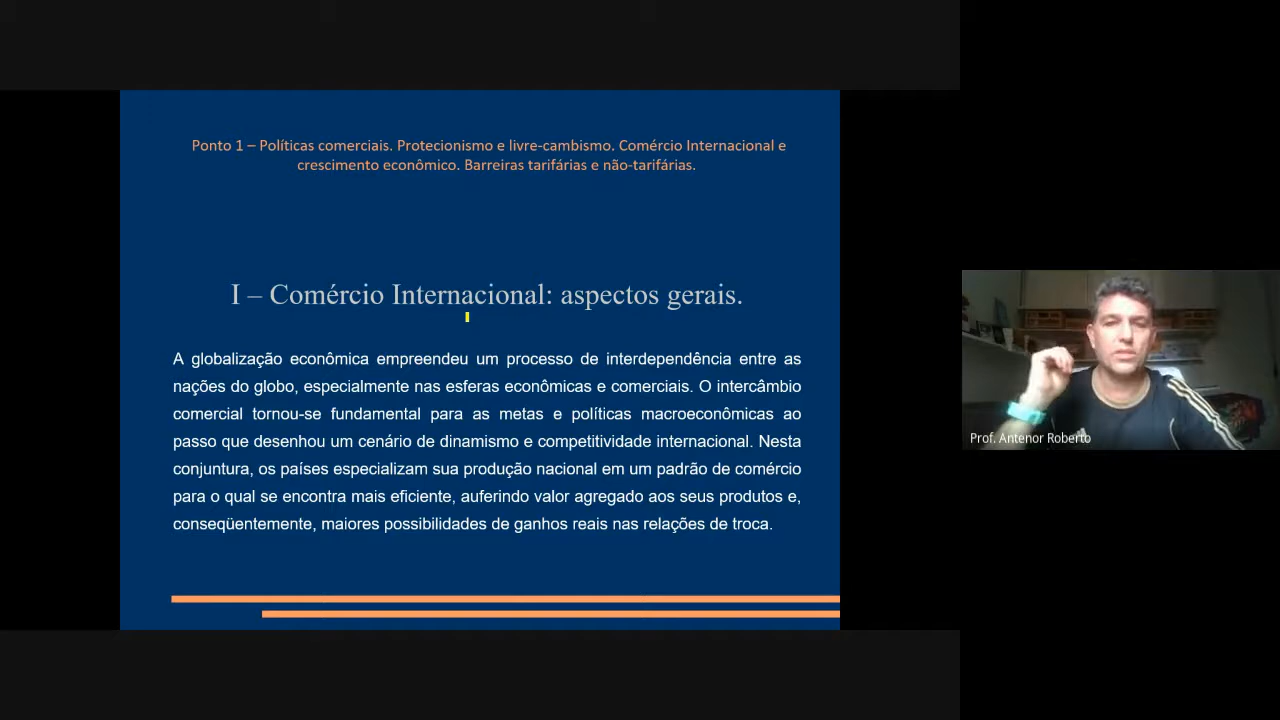 Ponto 1 – Políticas comerciais. Protecionismo e livre-cambismo. Comércio Internacional e
crescimento econômico. Barreiras tarifárias e não-tarifárias.
I – Comércio Internacional: aspectos gerais.
A globalização econômica empreendeu um processo de interdependência entre as
nações do globo, especialmente nas esferas econômicas e comerciais. O intercâmbio
comercial tornou-se fundamental para as metas e políticas macroeconômicas ao
passo que desenhou um cenário de dinamismo e competitividade internacional. Nesta
conjuntura, os países especializam sua produção nacional em um padrão de comércio
para o qual se encontra mais eficiente, auferindo valor agregado aos seus produtos e,
conseqüentemente, maiores possibilidades de ganhos reais nas relações de troca.
Prof. Antenor Roberto